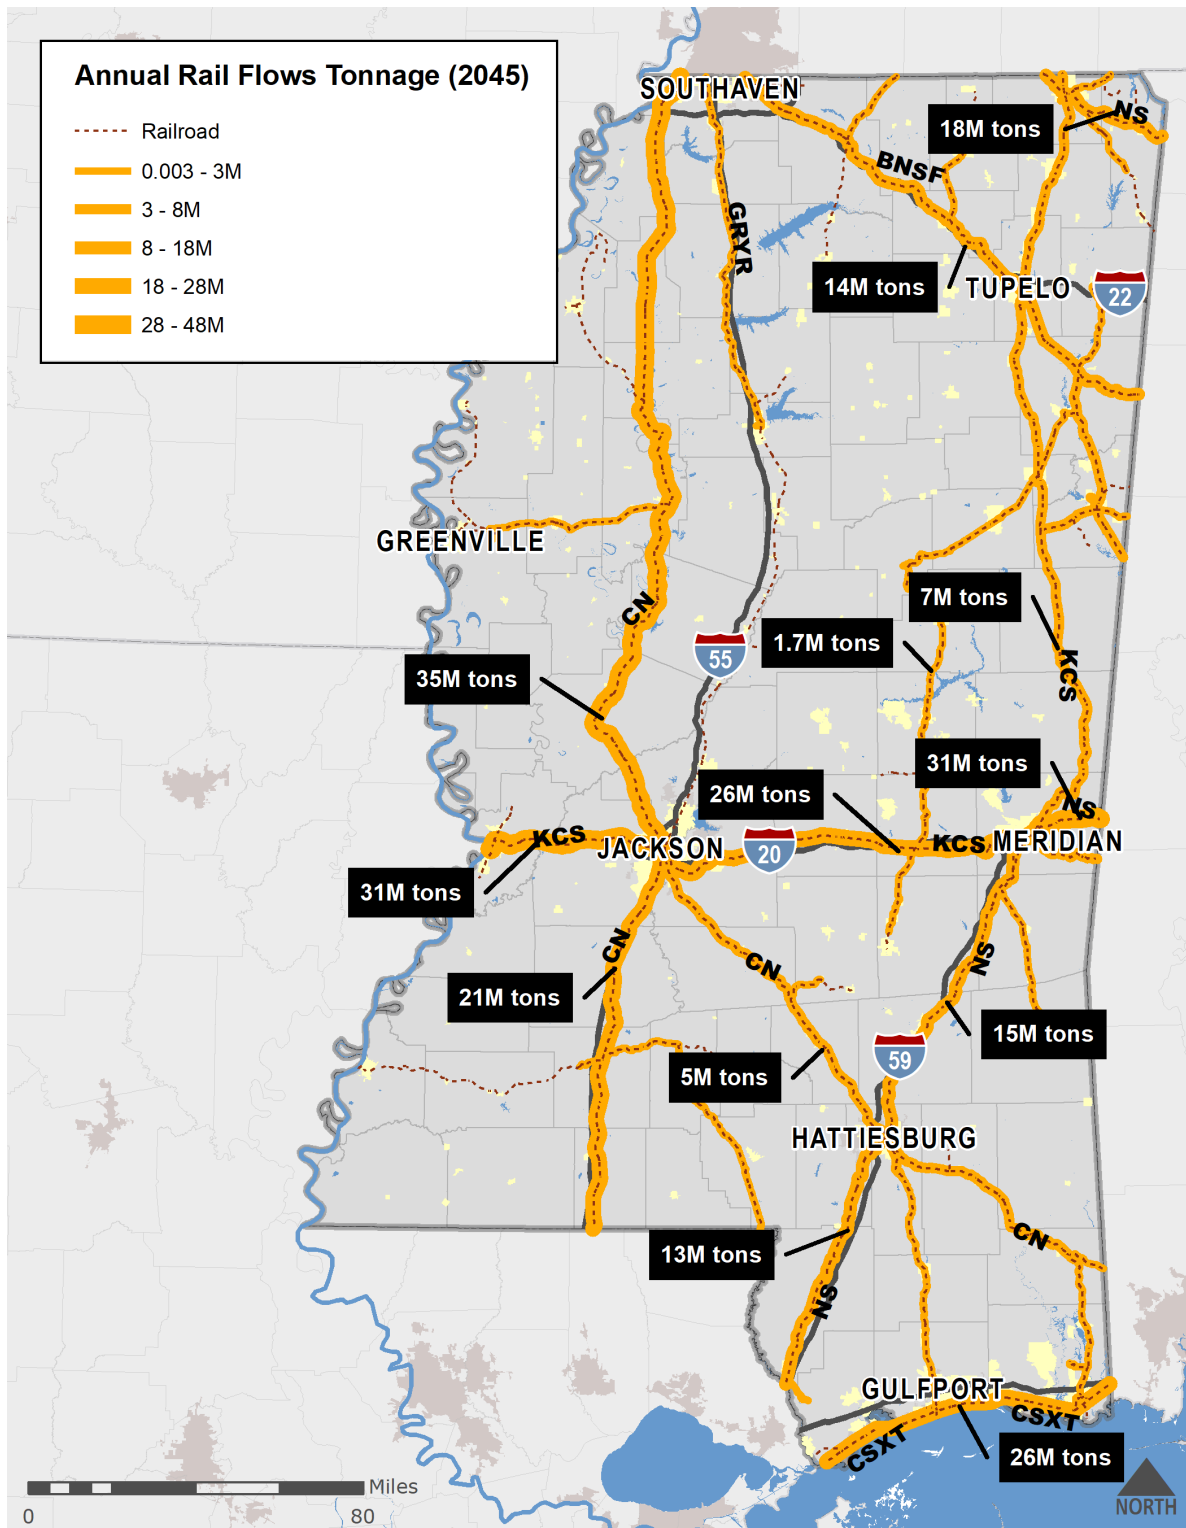 Annual Rail Flows Tonnage (2045)
Railroad
0.003 - 3M
3 - 8M
8 - 18M
18 - 28M
28 - 48M
SOUTHAVEN
NS
18M tons
BNSF
GRYR
14M tons
TUPELO
22
GREENVILLE
CN
7M tons
1.7M tons
55
KCS
35M tons
31M tons
26M tons
NS
KCS
JACKSON
20
KCS
MERIDIAN
31M tons
CN
CN
NS
21M tons
15M tons
59
5M tons
HATTIESBURG
CN
13M tons
NS
GULFPORT
CSXT
CSXT
26M tons
Miles
0
80
NORTH